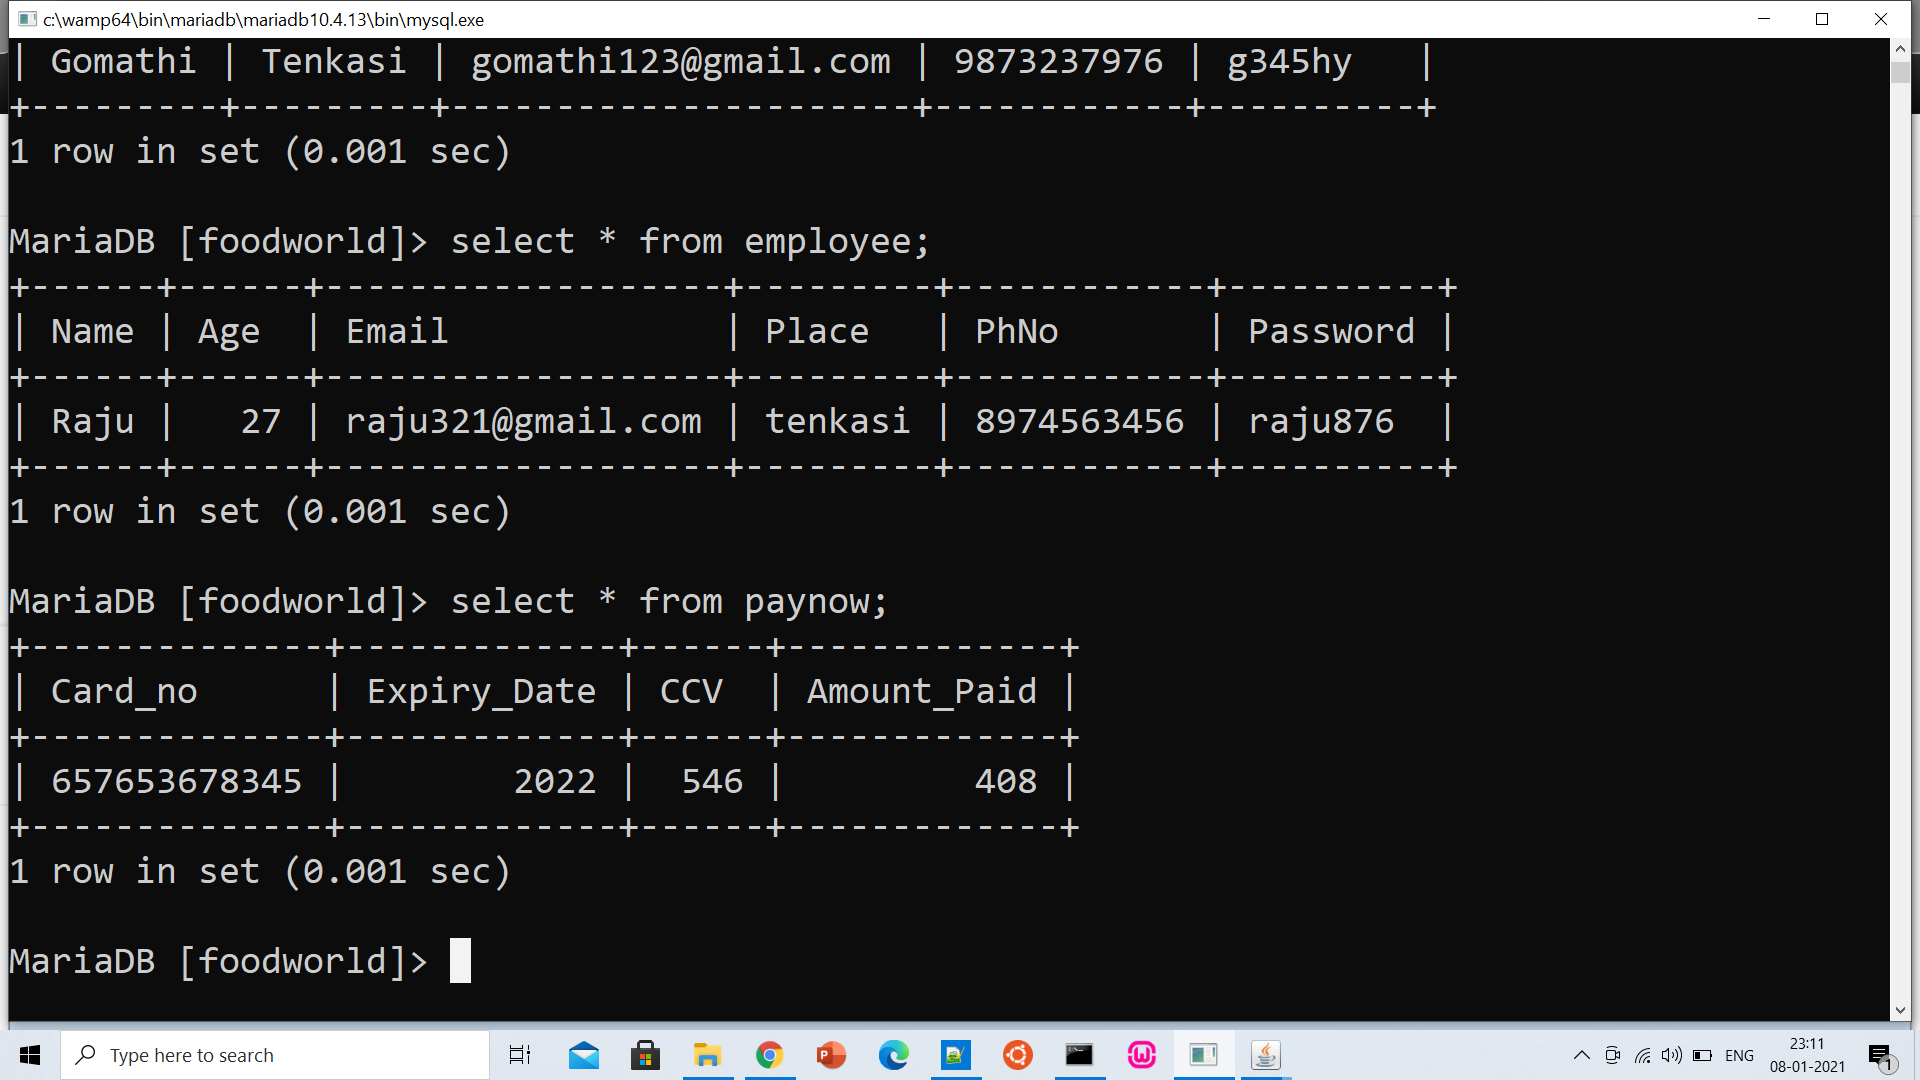 c:\wamp64\bin\mariadb\mariadb10.4.13\bin\mysql.exe
| Gomathi | Tenkasi | gomathi123@gmail.com | 9873237976 | g345hy   |
+---------+---------+----------------------+------------+----------+
1 row in set (0.001 sec)
MariaDB [foodworld]> select * from employee;
+------+------+-------------------+---------+------------+----------+
| Name | Age  | Email             | Place   | PhNo       | Password |
+------+------+-------------------+---------+------------+----------+
| Raju |   27 | raju321@gmail.com | tenkasi | 8974563456 | raju876  |
+------+------+-------------------+---------+------------+----------+
1 row in set (0.001 sec)
MariaDB [foodworld]> select * from paynow;
+--------------+-------------+------+-------------+
| Card_no      | Expiry_Date | CCV  | Amount_Paid |
+--------------+-------------+------+-------------+
| 657653678345 |        2022 |  546 |         408 |
+--------------+-------------+------+-------------+
1 row in set (0.001 sec)
MariaDB [foodworld]>
Type here to search
ENG
23:11
08-01-2021
1